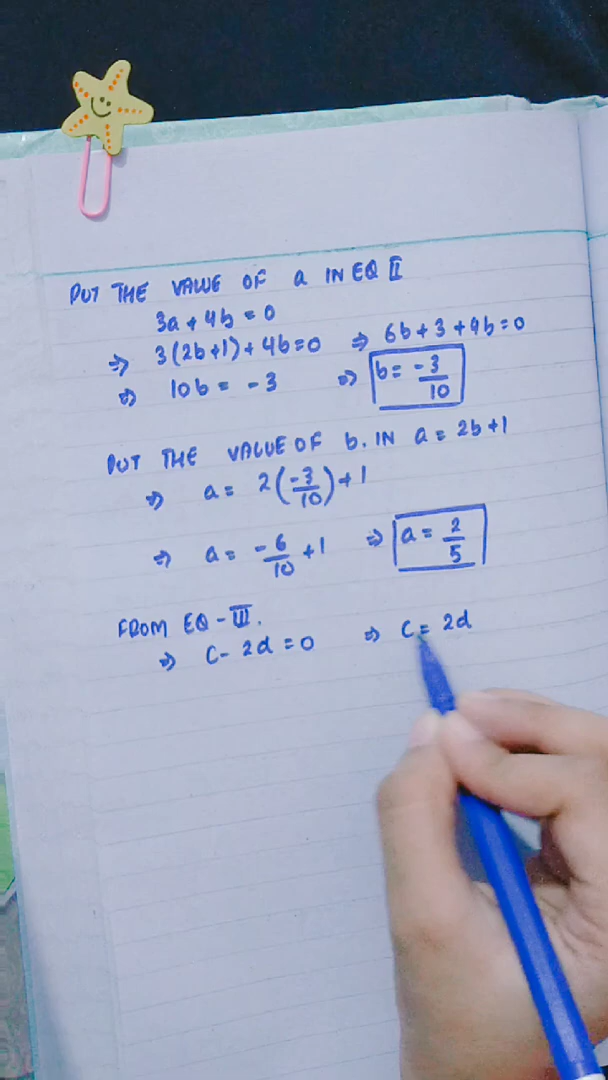 PUT THE VALUE OF a IN EQ II
3a + 4b = 0
⇒ 3(2b+1) + 4b = 0 ⇒ 6b + 3 + 4b = 0
⇒ 10b = -3 ⇒ b = -3/10
PUT THE VALUE OF b. IN a = 2b+1
⇒ a = 2(-3/10) + 1
⇒ a = -6/10 + 1 ⇒ a = 2/5
FROM EQ - III.
⇒ C - 2d = 0 ⇒ C = 2d